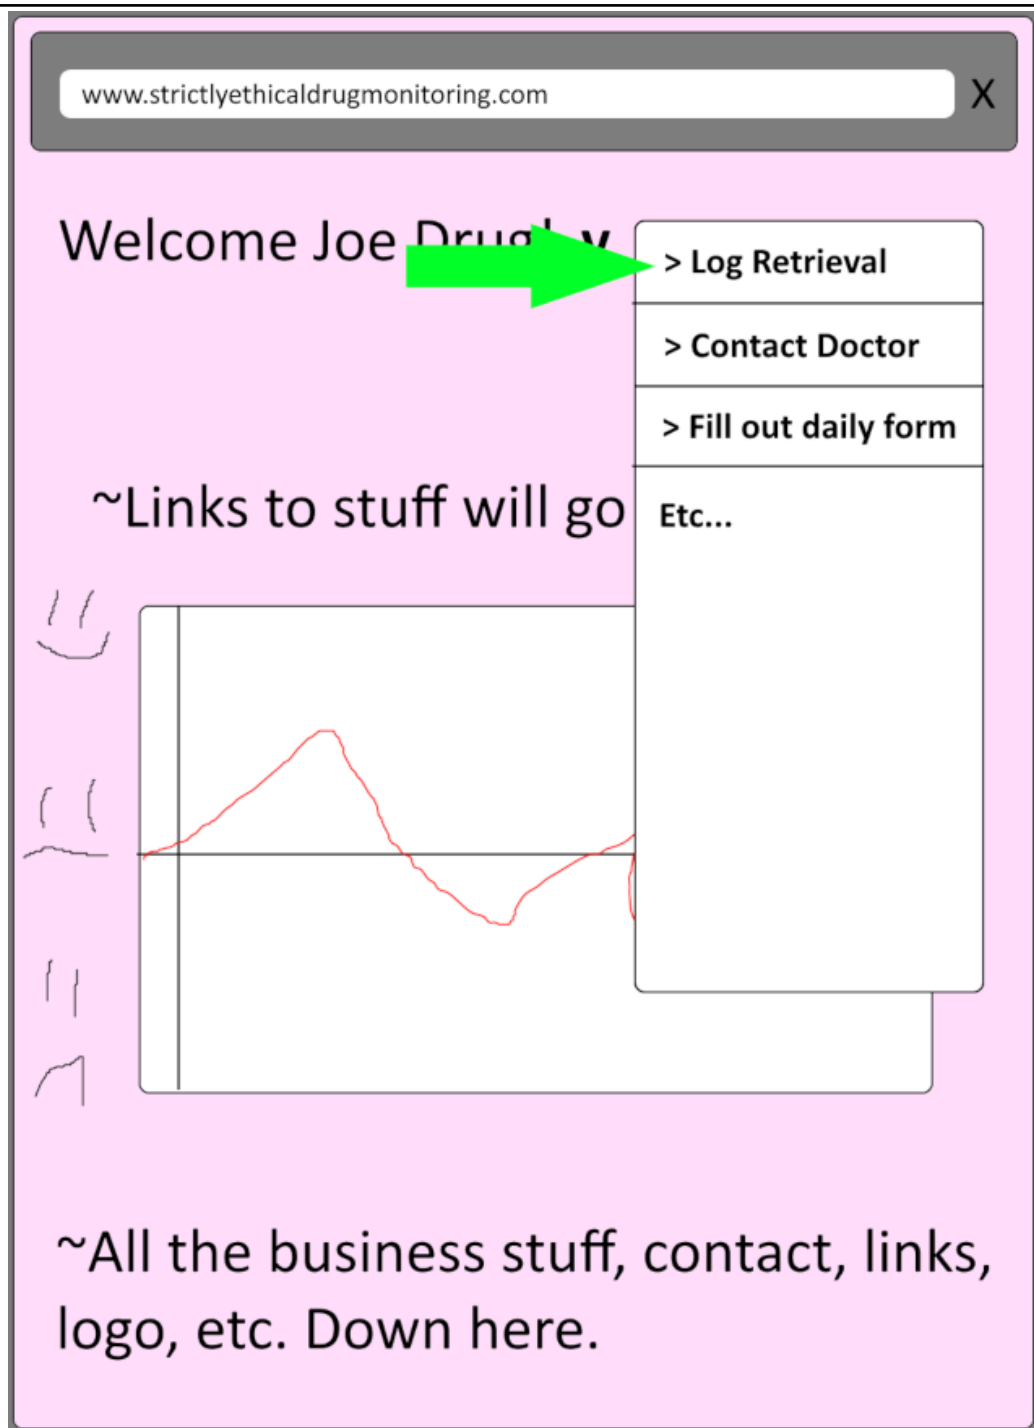 www.strictlyethicaldrugmonitoring.com X
Welcome Joe
> Log Retrieval
> Contact Doctor
> Fill out daily form
~Links to stuff will go
Etc...
~All the business stuff, contact, links,
logo, etc. Down here.